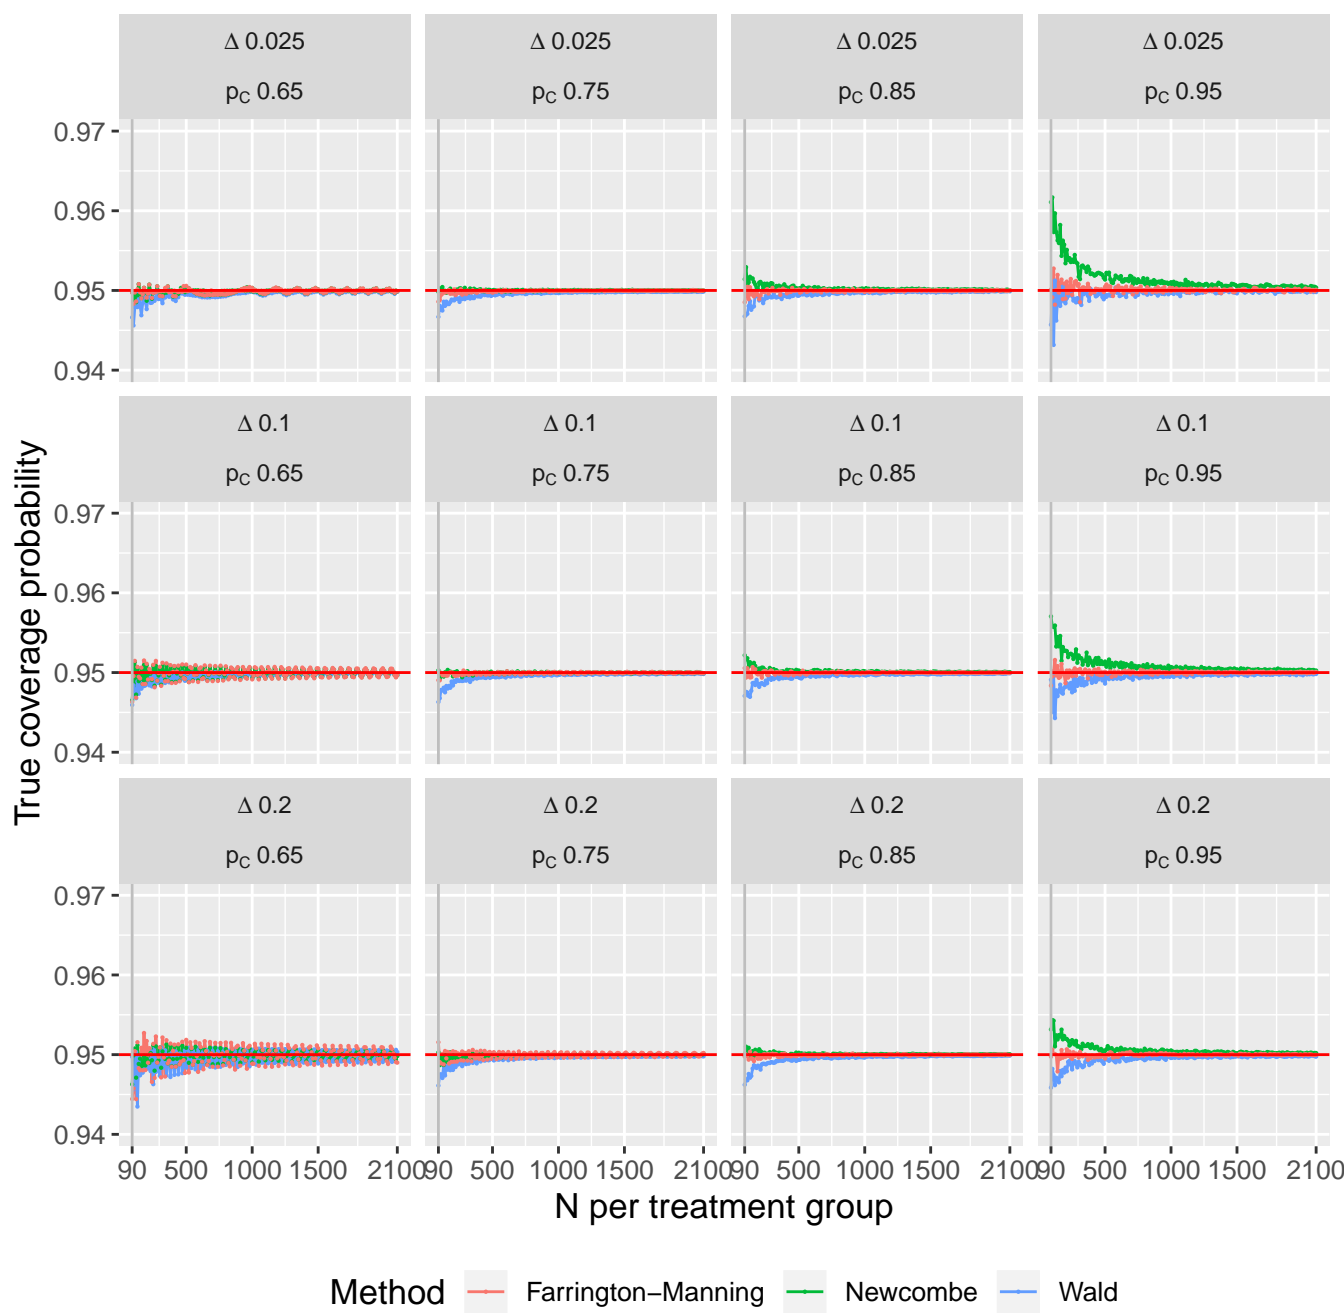 Δ 0.025 Δ 0.025 Δ 0.025 Δ 0.025
pC 0.65 pC 0.75 pC 0.85 pC 0.95
0.97
0.96
0.95
0.94
Δ 0.1 Δ 0.1 Δ 0.1 Δ 0.1
pC 0.65 pC 0.75 pC 0.85 pC 0.95
0.97
0.96
0.95
0.94
Δ 0.2 Δ 0.2 Δ 0.2 Δ 0.2
pC 0.65 pC 0.75 pC 0.85 pC 0.95
0.97
0.96
0.95
0.94
True coverage probability
90 500 1000 1500 2100 90 500 1000 1500 2100 90 500 1000 1500 2100 90 500 1000 1500 2100
N per treatment group
Method Farrington−Manning Newcombe Wald